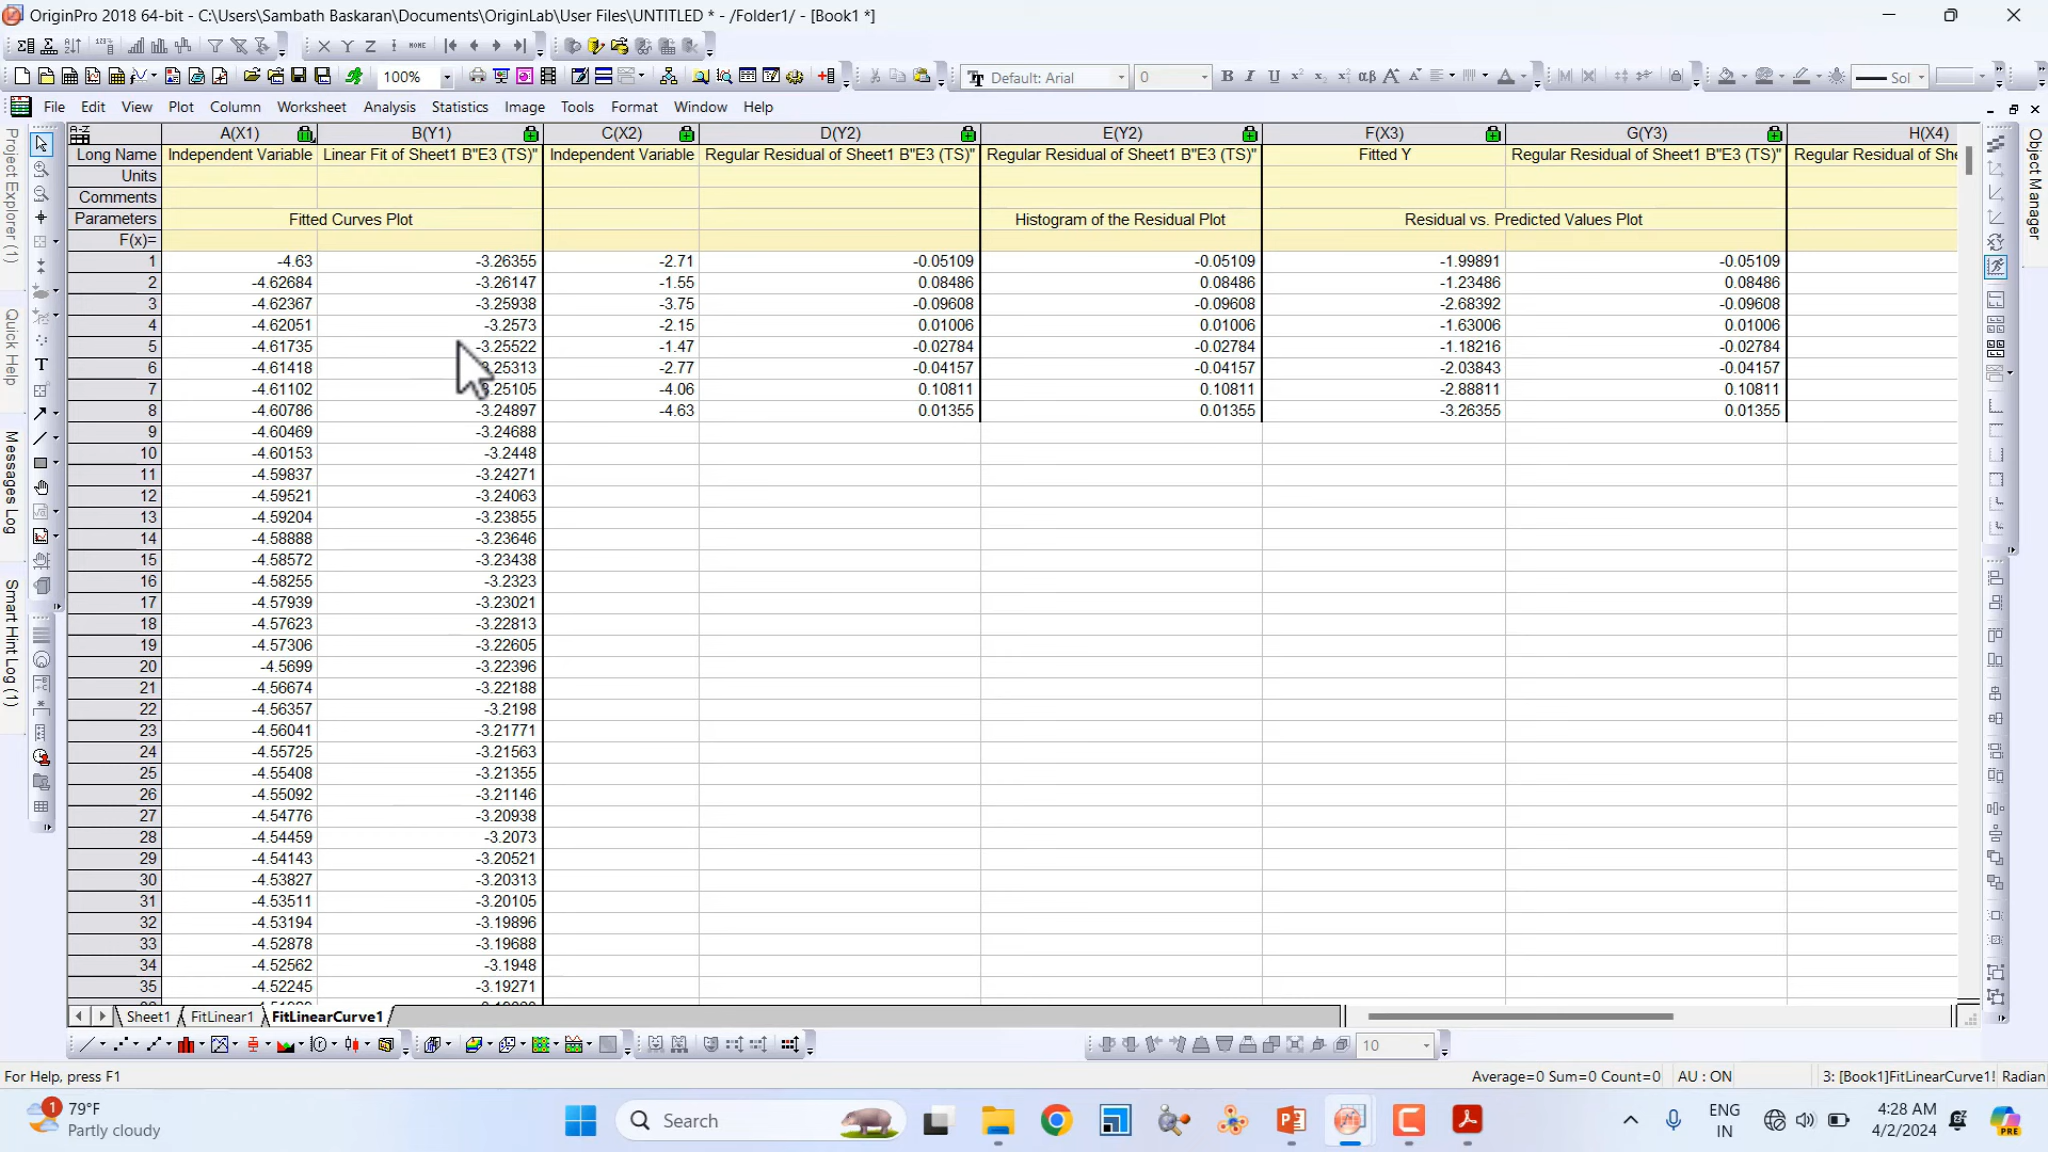 OriginPro 2018 64-bit - C:\Users\Sambath Baskaran\Documents\OriginLab\User Files\UNTITLED * - /Folder1/ - [Book1 *]
100% Default: Arial 0 B I U Sol
File Edit View Plot Column Worksheet Analysis Statistics Image Tools Format Window Help
A(X1) B(Y1) C(X2) D(Y2) E(Y2) F(X3) G(Y3) H(X4)
Long Name Independent Variable Linear Fit of Sheet1 B"E3 (TS)" Independent Variable Regular Residual of Sheet1 B"E3 (TS)" Regular Residual of Sheet1 B"E3 (TS)" Fitted Y Regular Residual of Sheet1 B"E3 (TS)" Regular Residual of She
Units
Comments
Parameters Fitted Curves Plot Histogram of the Residual Plot Residual vs. Predicted Values Plot
F(x)=
1 -4.63 -3.26355 -2.71 -0.05109 -0.05109 -1.99891 -0.05109
2 -4.62684 -3.26147 -1.55 0.08486 0.08486 -1.23486 0.08486
3 -4.62367 -3.25938 -3.75 -0.09608 -0.09608 -2.68392 -0.09608
4 -4.62051 -3.2573 -2.15 0.01006 0.01006 -1.63006 0.01006
5 -4.61735 -3.25522 -1.47 -0.02784 -0.02784 -1.18216 -0.02784
6 -4.61418 .25313 -2.77 -0.04157 -0.04157 -2.03843 -0.04157
7 -4.61102 .25105 -4.06 0.10811 0.10811 -2.88811 0.10811
8 -4.60786 -3.24897 -4.63 0.01355 0.01355 -3.26355 0.01355
9 -4.60469 -3.24688
10 -4.60153 -3.2448
11 -4.59837 -3.24271
12 -4.59521 -3.24063
13 -4.59204 -3.23855
14 -4.58888 -3.23646
15 -4.58572 -3.23438
16 -4.58255 -3.2323
17 -4.57939 -3.23021
18 -4.57623 -3.22813
19 -4.57306 -3.22605
20 -4.5699 -3.22396
21 -4.56674 -3.22188
22 -4.56357 -3.2198
23 -4.56041 -3.21771
24 -4.55725 -3.21563
25 -4.55408 -3.21355
26 -4.55092 -3.21146
27 -4.54776 -3.20938
28 -4.54459 -3.2073
29 -4.54143 -3.20521
30 -4.53827 -3.20313
31 -4.53511 -3.20105
32 -4.53194 -3.19896
33 -4.52878 -3.19688
34 -4.52562 -3.1948
35 -4.52245 -3.19271
Project Explorer (1)
Quick Help
Messages Log
Smart Hint Log (1)
Object Manager
Sheet1 FitLinear1 FitLinearCurve1
10
For Help, press F1 Average=0 Sum=0 Count=0 AU : ON 3: [Book1]FitLinearCurve1! Radian
1 79°F
Partly cloudy
Search
ENG
IN
4:28 AM
4/2/2024
PRE